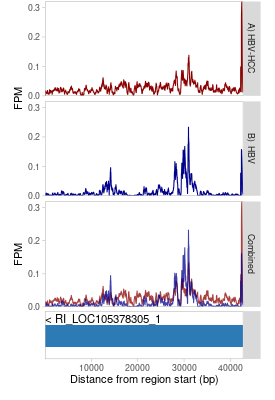 0.3
0.2
0.1
0.0
FPM
A) HBV-HCC
0.3
0.2
0.1
0.0
FPM
B) HBV
0.3
0.2
0.1
0.0
FPM
Combined
< RI_LOC105378305_1
10000 20000 30000 40000
Distance from region start (bp)